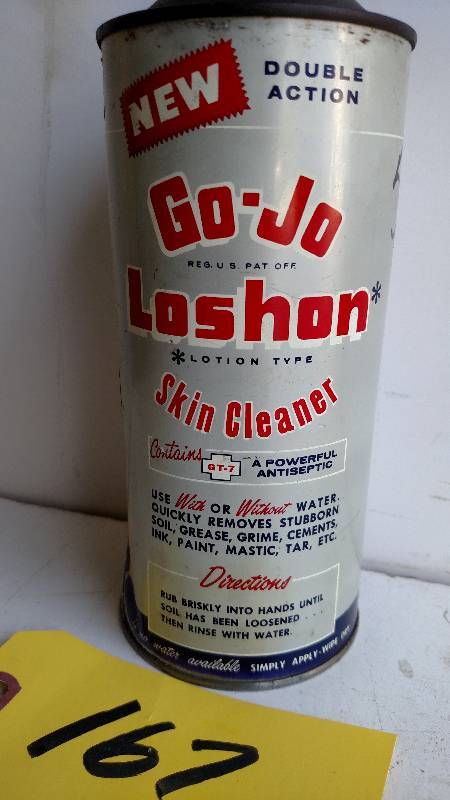 NEW
DOUBLE
ACTION
Go-Jo
REG. U.S. PAT. OFF.
Loshon*
*LOTION TYPE
Skin Cleaner
Contains GT-7 A POWERFUL
ANTISEPTIC
USE With OR Without WATER.
QUICKLY REMOVES STUBBORN
SOIL, GREASE, GRIME, CEMENTS,
INK, PAINT, MASTIC, TAR, ETC.
Directions
RUB BRISKLY INTO HANDS UNTIL
SOIL HAS BEEN LOOSENED
THEN RINSE WITH WATER.
no water available SIMPLY APPLY-WIPE
167